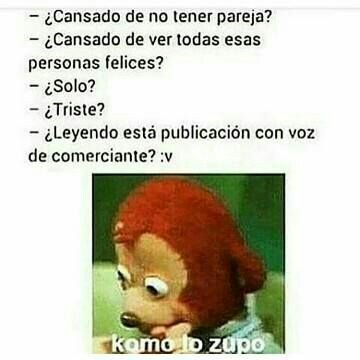 – ¿Cansado de no tener pareja?
– ¿Cansado de ver todas esas
personas felices?
– ¿Solo?
– ¿Triste?
– ¿Leyendo está publicación con voz
de comerciante? :v
komo lo zupo